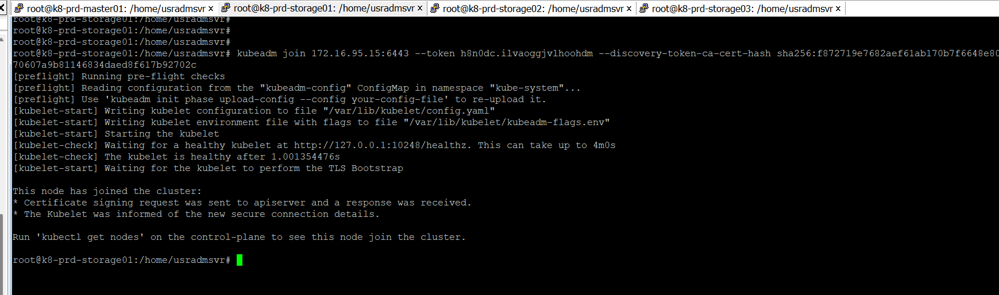 root@k8-prd-master01: /home/usradmsvr × root@k8-prd-storage01: /home/usradmsvr × root@k8-prd-storage02: /home/usradmsvr × root@k8-prd-storage03: /home/usradmsvr ×
root@k8-prd-storage01:/home/usradmsvr#
root@k8-prd-storage01:/home/usradmsvr#
root@k8-prd-storage01:/home/usradmsvr#
root@k8-prd-storage01:/home/usradmsvr# kubeadm join 172.16.95.15:6443 --token h8n0dc.ilvaoggjvlhoohdm --discovery-token-ca-cert-hash sha256:f872719e7682aef61ab170b7f6648e80
70607a9b81146834daed8f617b92702c
[preflight] Running pre-flight checks
[preflight] Reading configuration from the "kubeadm-config" ConfigMap in namespace "kube-system"...
[preflight] Use 'kubeadm init phase upload-config --config your-config-file' to re-upload it.
[kubelet-start] Writing kubelet configuration to file "/var/lib/kubelet/config.yaml"
[kubelet-start] Writing kubelet environment file with flags to file "/var/lib/kubelet/kubeadm-flags.env"
[kubelet-start] Starting the kubelet
[kubelet-check] Waiting for a healthy kubelet at http://127.0.0.1:10248/healthz. This can take up to 4m0s
[kubelet-check] The kubelet is healthy after 1.001354476s
[kubelet-start] Waiting for the kubelet to perform the TLS Bootstrap
This node has joined the cluster:
* Certificate signing request was sent to apiserver and a response was received.
* The Kubelet was informed of the new secure connection details.
Run 'kubectl get nodes' on the control-plane to see this node join the cluster.
root@k8-prd-storage01:/home/usradmsvr#